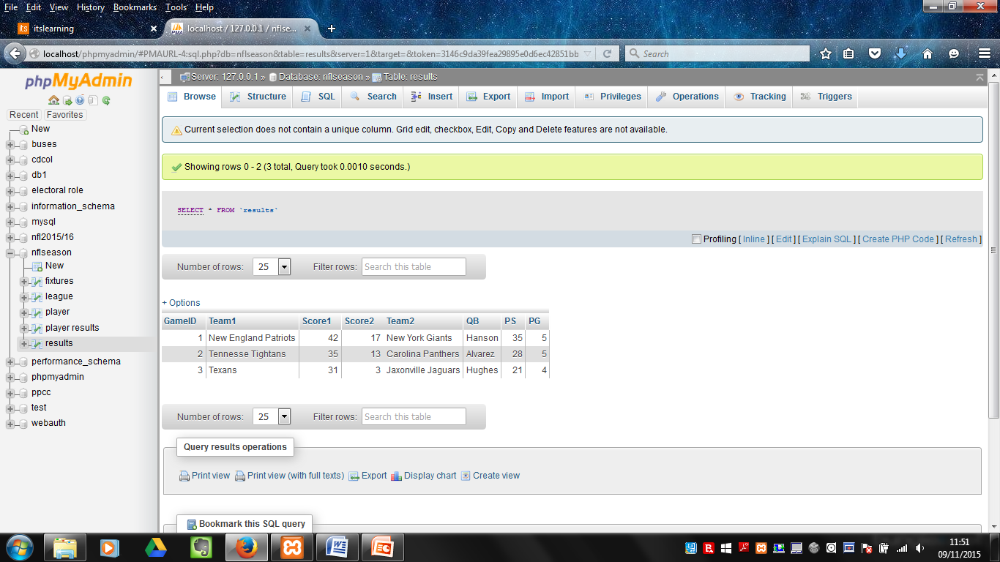 File Edit View History Bookmarks Tools Help
its itslearning
localhost / 127.0.0.1 / nflse...
localhost/phpmyadmin/#PMAURL-4:sql.php?db=nflseason&table=results&server=1&target=&token=3146c9da39fea29895e0d6ec42851bb
Search
phpMyAdmin
Recent Favorites
New
buses
cdcol
db1
electoral role
information_schema
mysql
nfl2015/16
nflseason
New
fixtures
league
player
player results
results
performance_schema
phpmyadmin
ppcc
test
webauth
Server: 127.0.0.1 » Database: nflseason » Table: results
Browse Structure SQL Search Insert Export Import Privileges Operations Tracking Triggers
Current selection does not contain a unique column. Grid edit, checkbox, Edit, Copy and Delete features are not available.
Showing rows 0 - 2 (3 total, Query took 0.0010 seconds.)
SELECT * FROM `results`
Profiling [ Inline ] [ Edit ] [ Explain SQL ] [ Create PHP Code ] [ Refresh ]
Number of rows: 25 Filter rows: Search this table
+ Options
GameID Team1 Score1 Score2 Team2 QB PS PG
1 New England Patriots 42 17 New York Giants Hanson 35 5
2 Tennesse Tightans 35 13 Carolina Panthers Alvarez 28 5
3 Texans 31 3 Jaxonville Jaguars Hughes 21 4
Number of rows: 25 Filter rows: Search this table
Query results operations
Print view Print view (with full texts) Export Display chart Create view
Bookmark this SQL query
11:51
09/11/2015